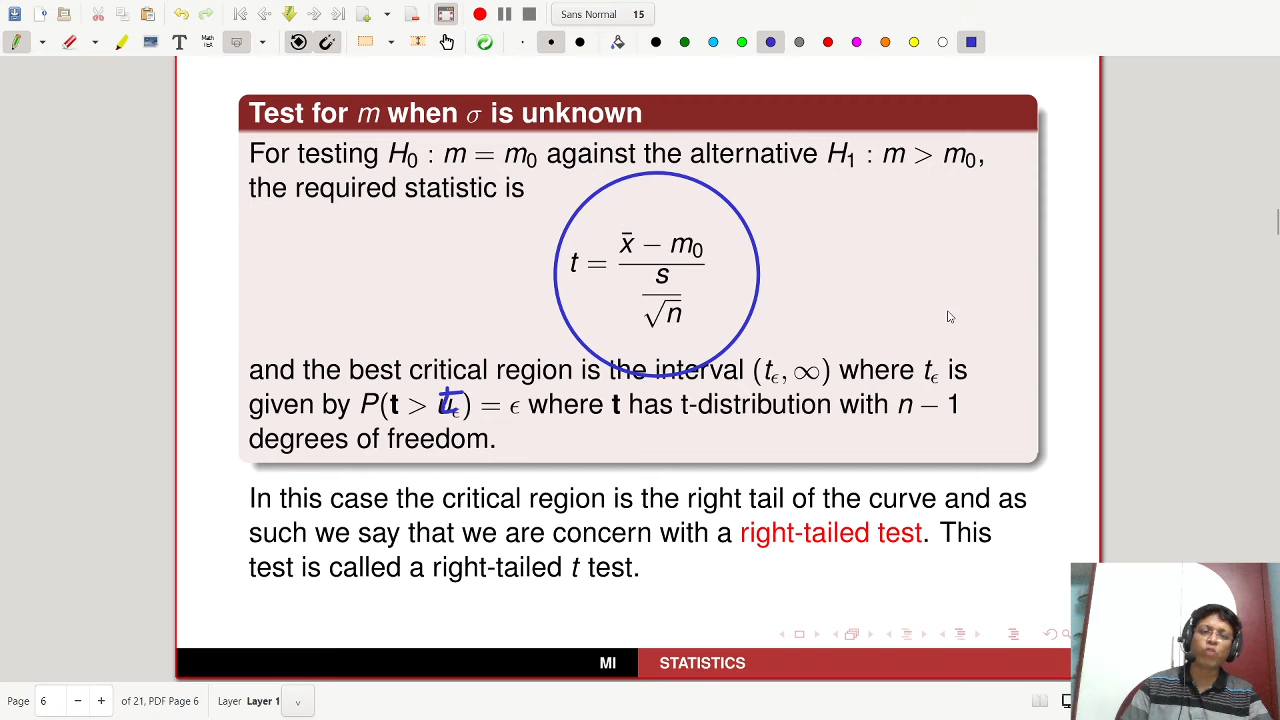 Sans Normal 15
Test for m when σ is unknown
For testing H₀ : m = m₀ against the alternative H₁ : m > m₀,
the required statistic is
t = (x̄ − m₀) / (s/√n)
and the best critical region is the interval (tϵ, ∞) where tϵ is
given by P(t > tϵ) = ϵ where t has t-distribution with n − 1
degrees of freedom.
In this case the critical region is the right tail of the curve and as
such we say that we are concern with a right-tailed test. This
test is called a right-tailed t test.
MI STATISTICS
Page 6 of 21, PDF Page 6 Layer Layer 1